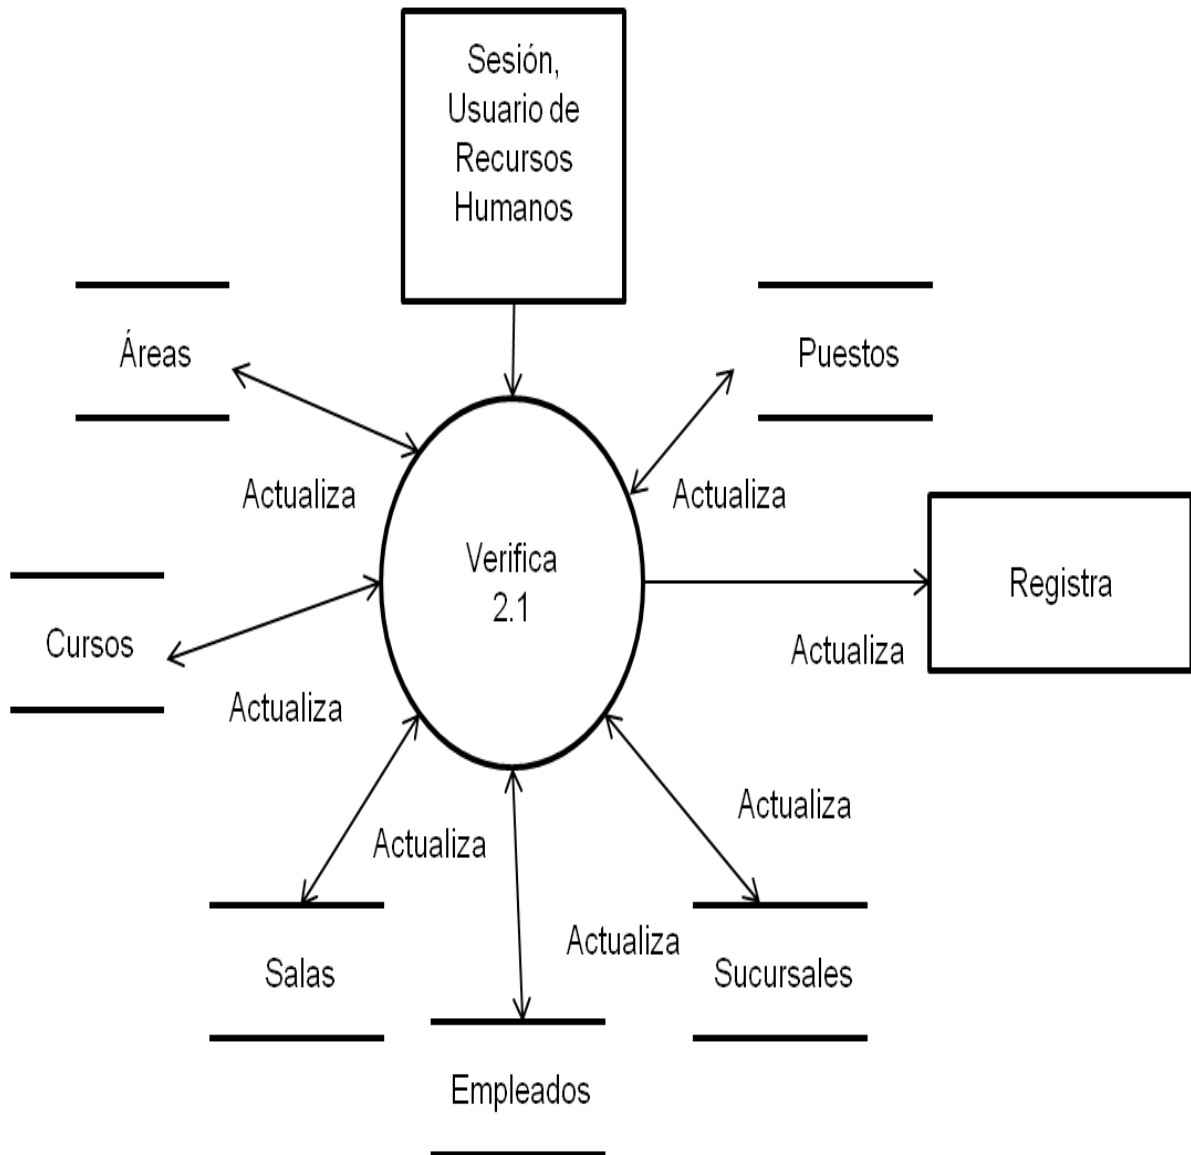 Sesión,
Usuario de
Recursos
Humanos
Áreas
Puestos
Actualiza
Actualiza
Verifica
2.1
Registra
Cursos
Actualiza
Actualiza
Actualiza
Actualiza
Actualiza
Salas
Sucursales
Empleados